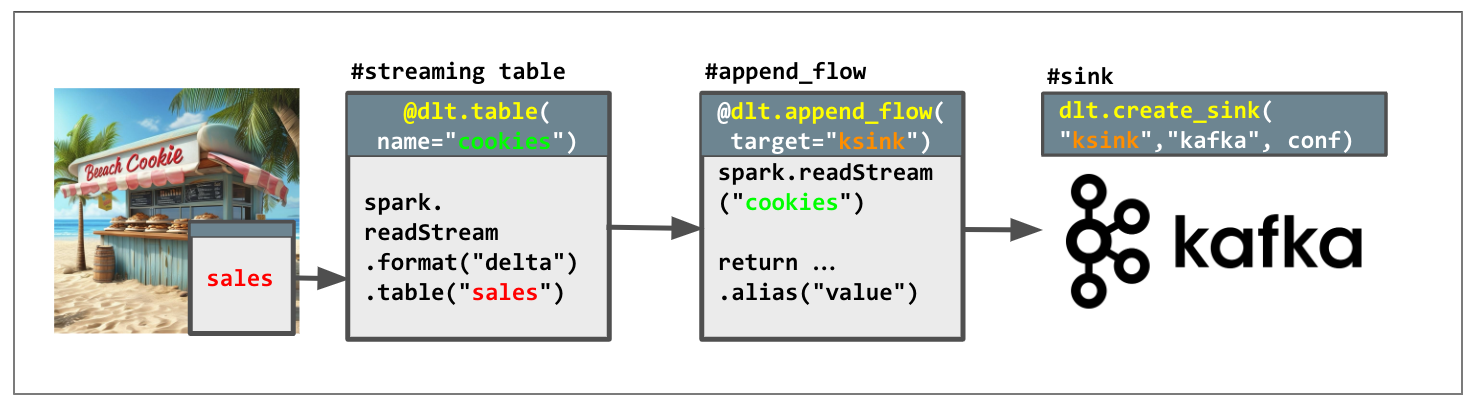 Beeach Cookie
sales
#streaming table
@dlt.table(
name="cookies")
spark.
readStream
.format("delta")
.table("sales")
#append_flow
@dlt.append_flow(
target="ksink")
spark.readStream
("cookies")
return …
.alias("value")
#sink
dlt.create_sink(
"ksink","kafka", conf)
kafka